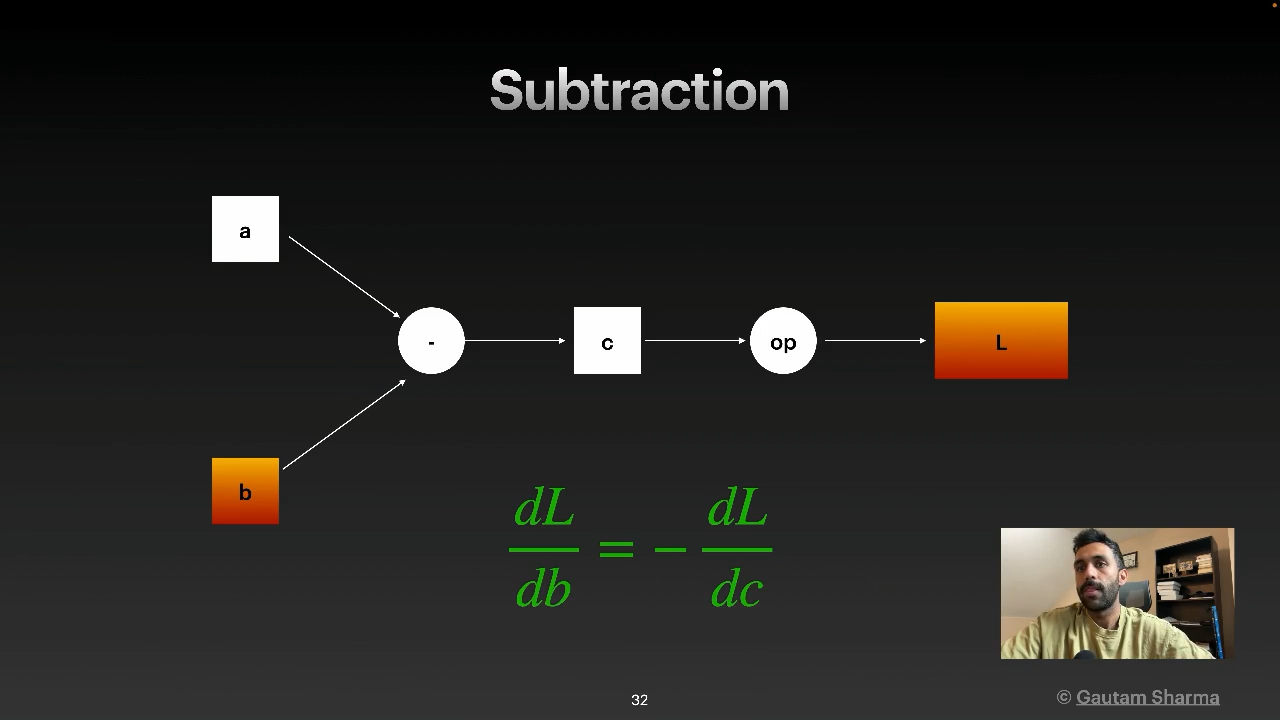 Subtraction
a
-
c
op
L
b
dL/db = - dL/dc
32
© Gautam Sharma